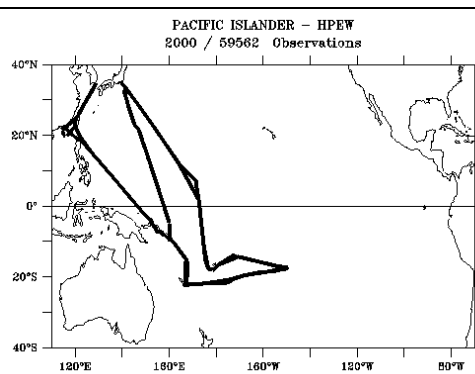 PACIFIC ISLANDER – HPEW
2000 / 59562 Observations
40°N
20°N
0°
20°S
40°S
120°E 160°E 160°W 120°W 80°W